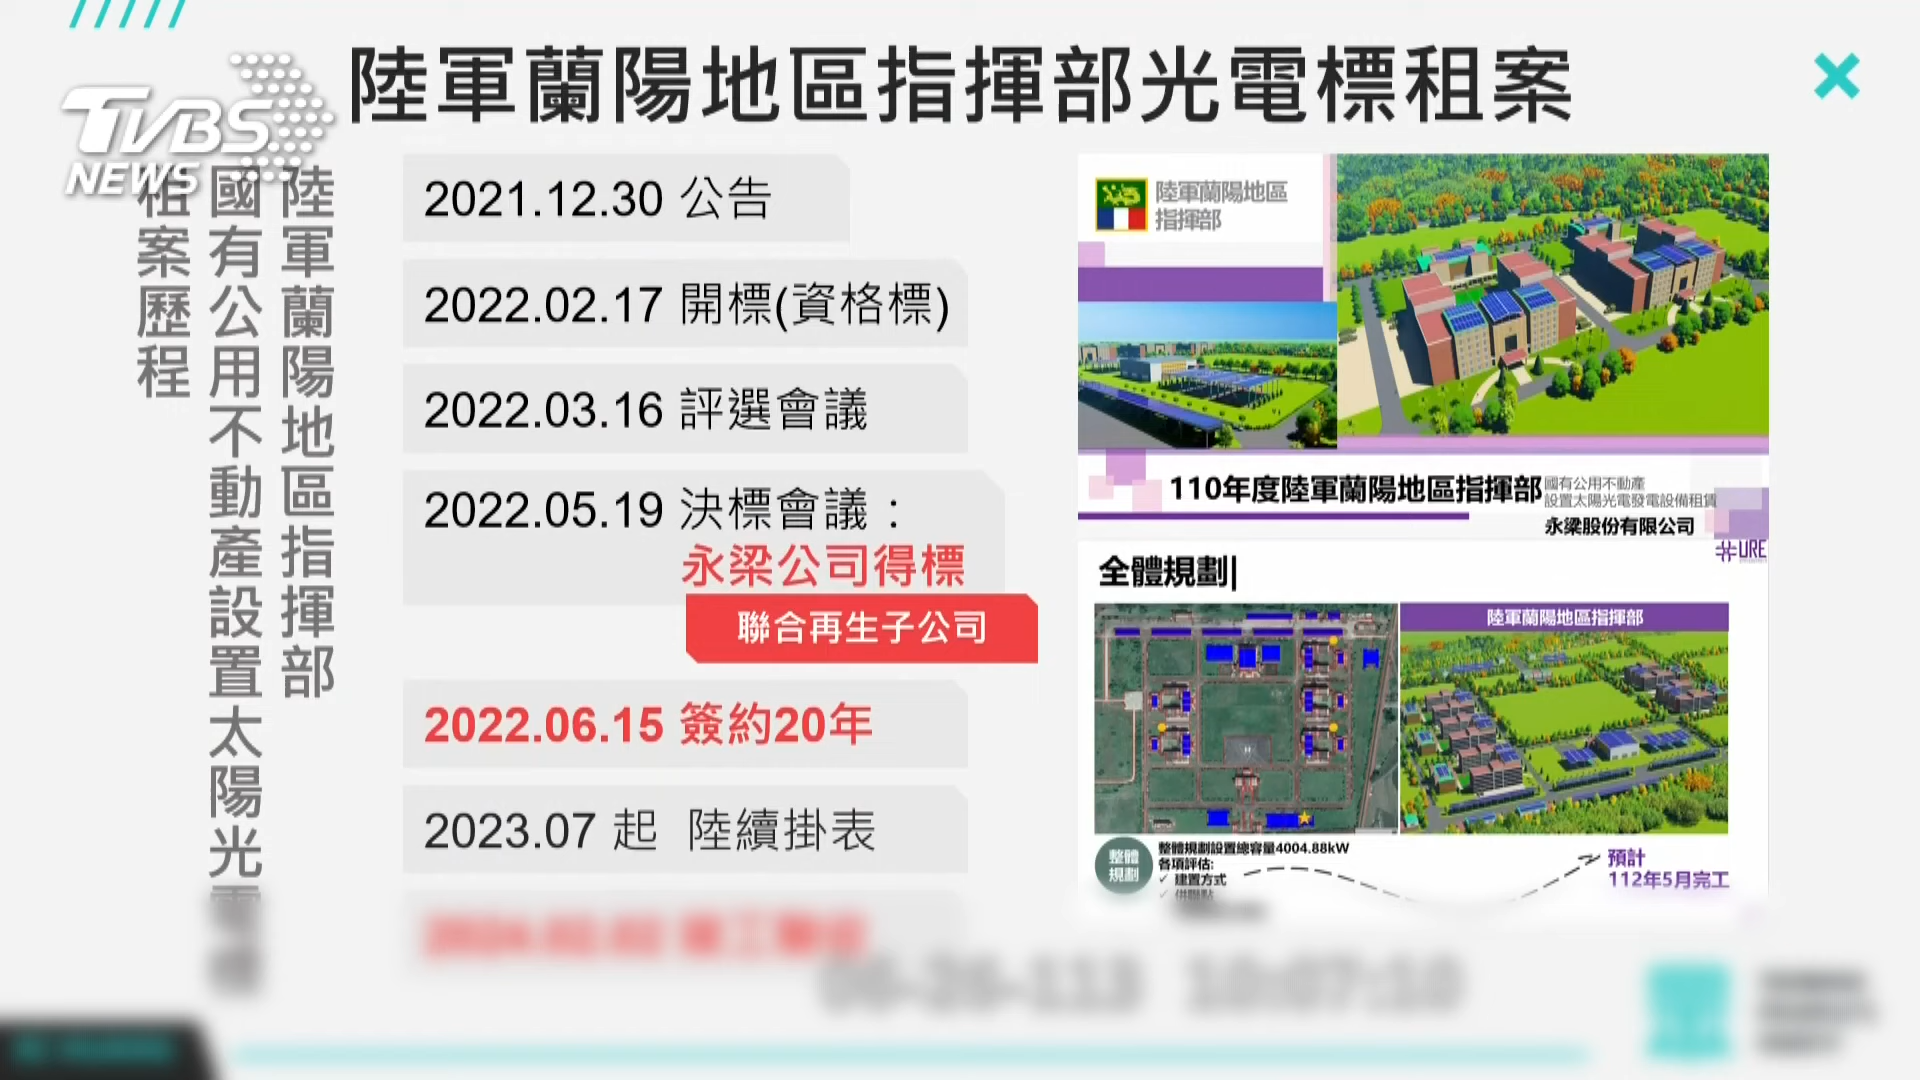 陸軍蘭陽地區指揮部光電標租案
TVBS
NEWS
陸軍蘭陽地區指揮部
國有公用不動產設置太陽光電標
租案歷程
2021.12.30 公告
2022.02.17 開標(資格標)
2022.03.16 評選會議
2022.05.19 決標會議：
永梁公司得標
聯合再生子公司
2022.06.15 簽約20年
2023.07 起 陸續掛表
陸軍蘭陽地區
指揮部
110年度陸軍蘭陽地區指揮部
國有公用不動產
設置太陽光電發電設備租賃
永梁股份有限公司
URE
全體規劃
陸軍蘭陽地區指揮部
整體
規劃
整體規劃設置總容量4004.88kW
各項評估:
✓ 建置方式
✓ 併聯點
預計
112年5月完工